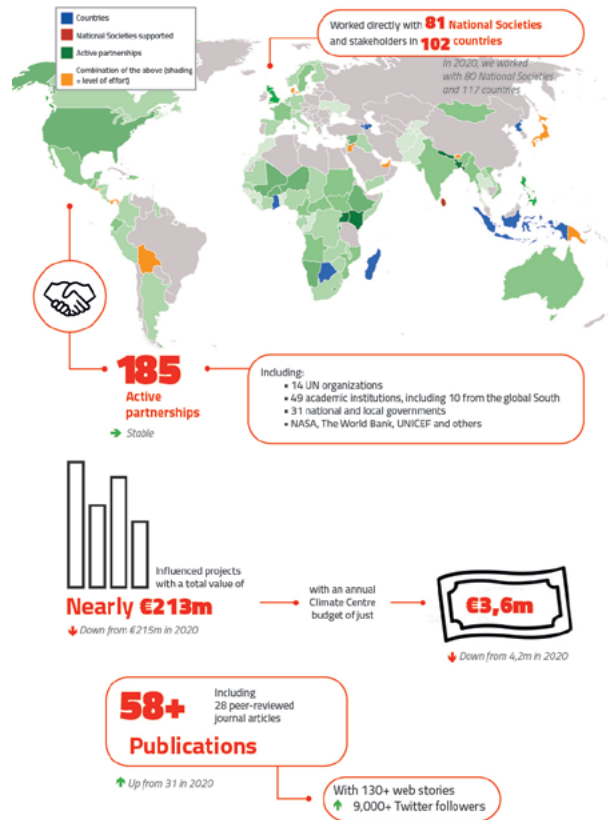 Countries
National Societies supported
Active partnerships
Combination of the above (shading
= level of effort)
Worked directly with 81 National Societies
and stakeholders in 102 countries
In 2020, we worked
with 80 National Societies
and 117 countries
185
Active
partnerships
Stable
Including:
▪ 14 UN organizations
▪ 49 academic institutions, including 10 from the global South
▪ 31 national and local governments
▪ NASA, The World Bank, UNICEF and others
Influenced projects
with a total value of
Nearly €213m
Down from €215m in 2020
with an annual
Climate Centre
budget of just
€3,6m
Down from 4,2m in 2020
58+
Including
28 peer-reviewed
journal articles
Publications
Up from 31 in 2020
With 130+ web stories
9,000+ Twitter followers